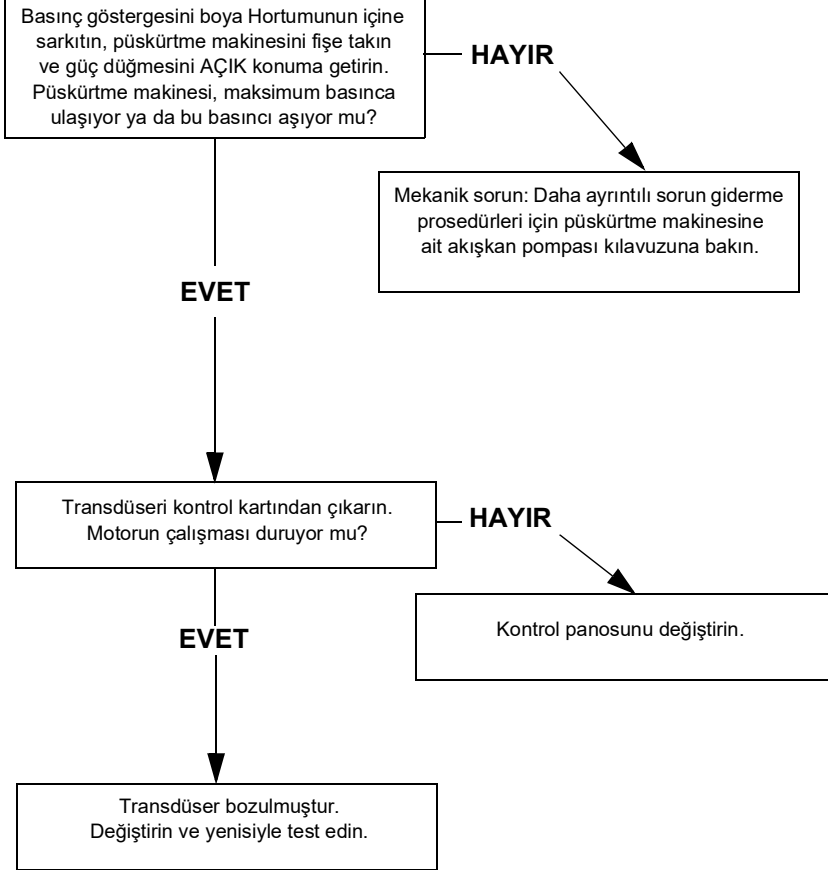 Basınç göstergesini boya Hortumunun içine
sarkıtın, püskürtme makinesini fişe takın
ve güç düğmesini AÇIK konuma getirin.
Püskürtme makinesi, maksimum basınca
ulaşıyor ya da bu basıncı aşıyor mu?
HAYIR
Mekanik sorun: Daha ayrıntılı sorun giderme
prosedürleri için püskürtme makinesine
ait akışkan pompası kılavuzuna bakın.
EVET
Transdüseri kontrol kartından çıkarın.
Motorun çalışması duruyor mu?
HAYIR
Kontrol panosunu değiştirin.
EVET
Transdüser bozulmuştur.
Değiştirin ve yenisiyle test edin.